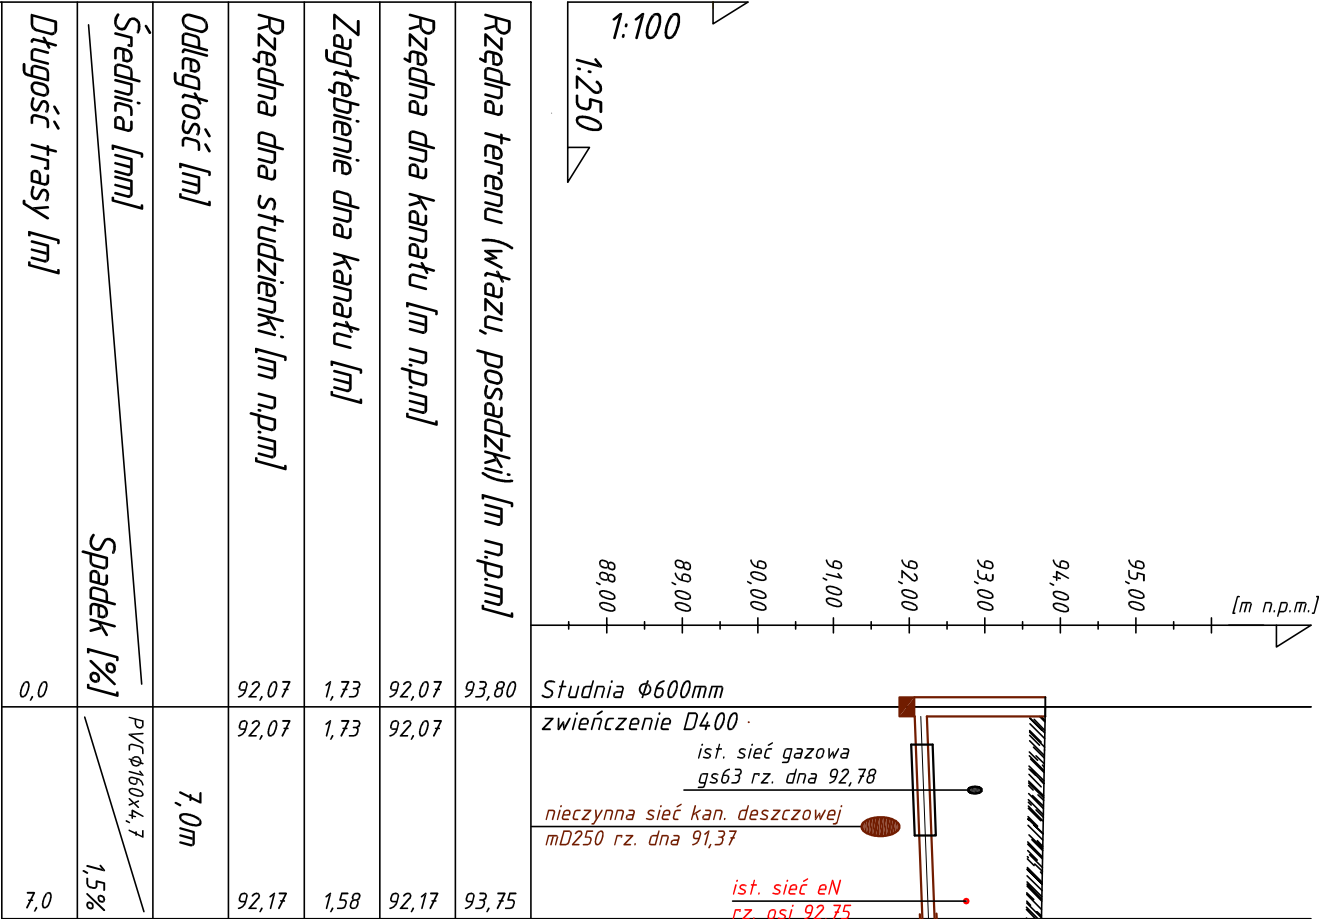 1:100
1:250
Rzędna terenu (włazu, posadzki) [m n.p.m]
Rzędna dna kanału [m n.p.m]
Zagłębienie dna kanału [m]
Rzędna dna studzienki [m n.p.m]
Odległość [m]
Średnica [mm]
Spadek [%]
Długość trasy [m]
88,00
89,00
90,00
91,00
92,00
93,00
94,00
95,00
[m n.p.m.]
0,0
92,07
1,73
92,07
93,80
Studnia Φ600mm
92,07
1,73
92,07
zwieńczenie D400
PVCΦ160x4,7
1,5%
7,0m
ist. sieć gazowa
gs63 rz. dna 92,78
nieczynna sieć kan. deszczowej
mD250 rz. dna 91,37
ist. sieć eN
rz. osi 92,75
7,0
92,17
1,58
92,17
93,75